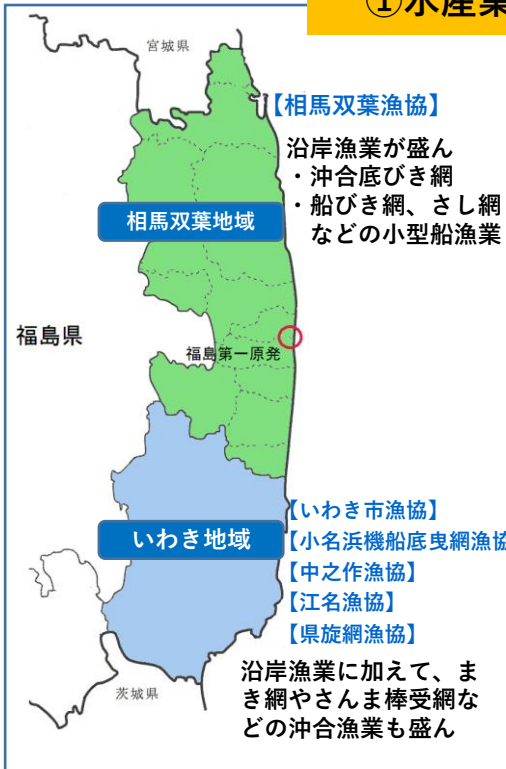 ①水産業
宮城県
【相馬双葉漁協】
沿岸漁業が盛ん
・沖合底びき網
・船びき網、さし網
などの小型船漁業
相馬双葉地域
福島県
福島第一原発
【いわき市漁協】
いわき地域
【小名浜機船底曳網漁協
【中之作漁協】
【江名漁協】
【県旋網漁協】
沿岸漁業に加えて、ま
き網やさんま棒受網な
どの沖合漁業も盛ん
茨城県